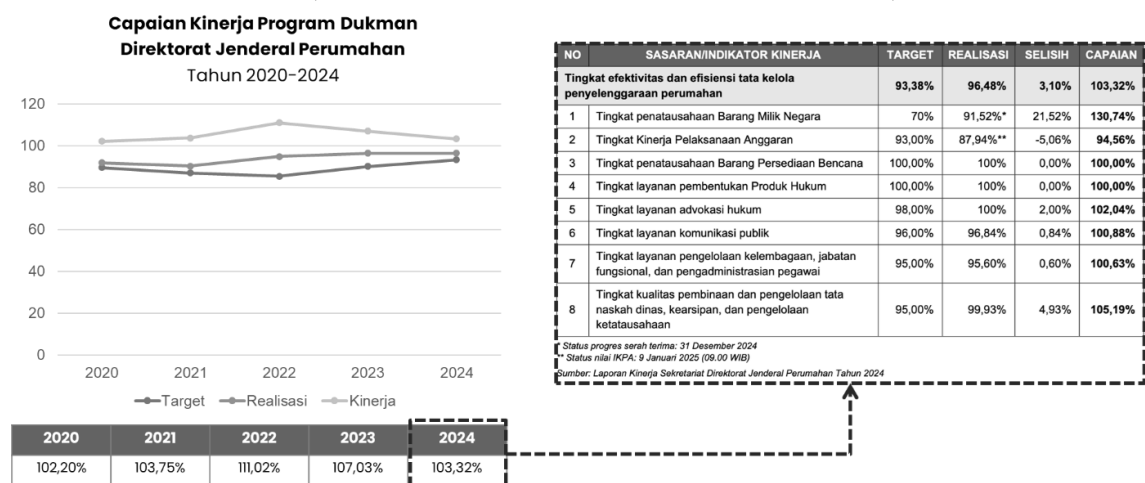 Capaian Kinerja Program Dukman
Direktorat Jenderal Perumahan
Tahun 2020-2024
120
100
80
60
40
20
0
2020 2021 2022 2023 2024
Target Realisasi Kinerja
2020 2021 2022 2023 2024
102,20% 103,75% 111,02% 107,03% 103,32%
NO SASARAN/INDIKATOR KINERJA TARGET REALISASI SELISIH CAPAIAN
Tingkat efektivitas dan efisiensi tata kelola
penyelenggaraan perumahan 93,38% 96,48% 3,10% 103,32%
1 Tingkat penatausahaan Barang Milik Negara 70% 91,52%* 21,52% 130,74%
2 Tingkat Kinerja Pelaksanaan Anggaran 93,00% 87,94%** -5,06% 94,56%
3 Tingkat penatausahaan Barang Persediaan Bencana 100,00% 100% 0,00% 100,00%
4 Tingkat layanan pembentukan Produk Hukum 100,00% 100% 0,00% 100,00%
5 Tingkat layanan advokasi hukum 98,00% 100% 2,00% 102,04%
6 Tingkat layanan komunikasi publik 96,00% 96,84% 0,84% 100,88%
7 Tingkat layanan pengelolaan kelembagaan, jabatan
fungsional, dan pengadministrasian pegawai 95,00% 95,60% 0,60% 100,63%
8 Tingkat kualitas pembinaan dan pengelolaan tata
naskah dinas, kearsipan, dan pengelolaan
ketatausahaan 95,00% 99,93% 4,93% 105,19%
* Status progres serah terima: 31 Desember 2024
** Status nilai IKPA: 9 Januari 2025 (09.00 WIB)
Sumber: Laporan Kinerja Sekretariat Direktorat Jenderal Perumahan Tahun 2024